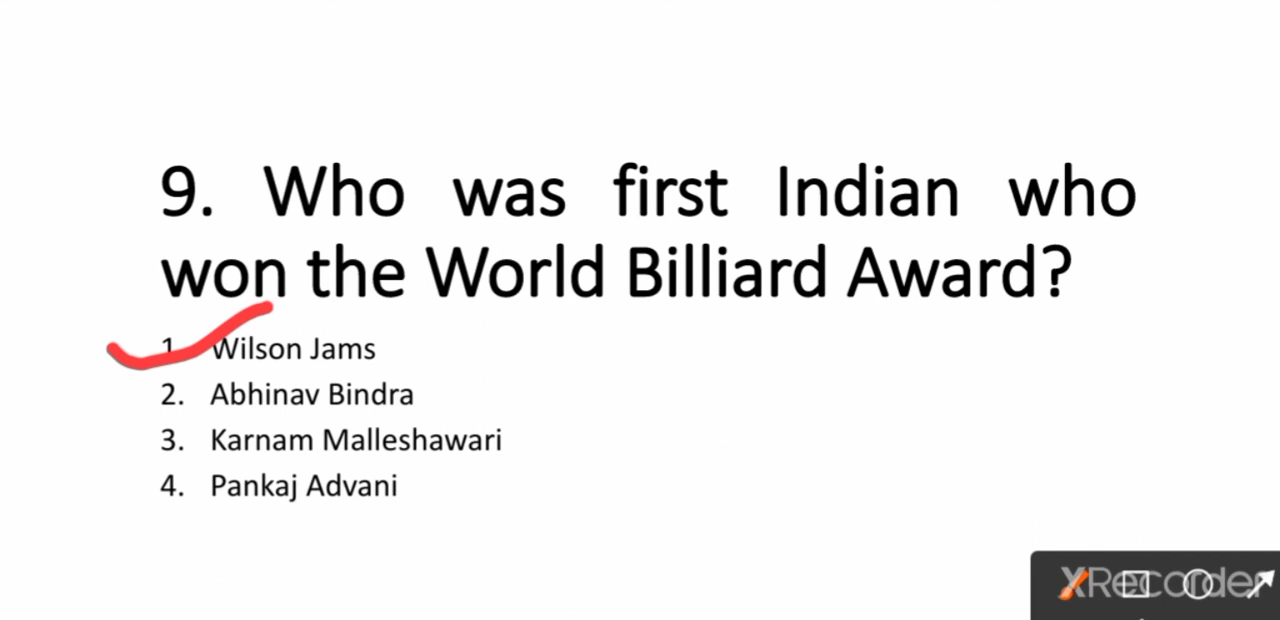 9. Who was first Indian who
won the World Billiard Award?
1. Wilson Jams
2. Abhinav Bindra
3. Karnam Malleshawari
4. Pankaj Advani
XRecorder